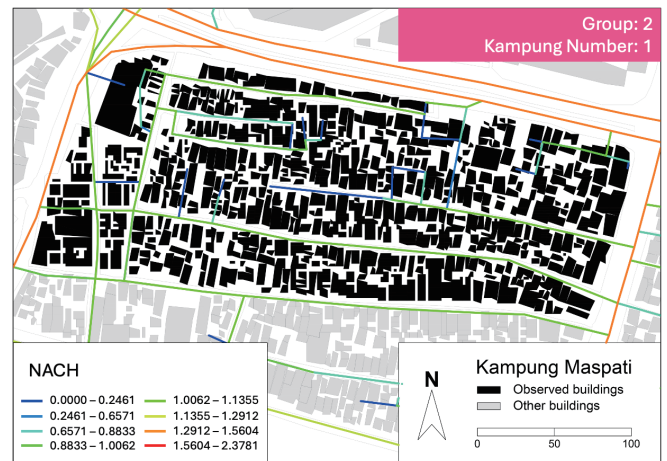 Group: 2
Kampung Number: 1
NACH
0.0000 – 0.2461
0.2461 – 0.6571
0.6571 – 0.8833
0.8833 – 1.0062
1.0062 – 1.1355
1.1355 – 1.2912
1.2912 – 1.5604
1.5604 – 2.3781
N
Kampung Maspati
Observed buildings
Other buildings
0 50 100